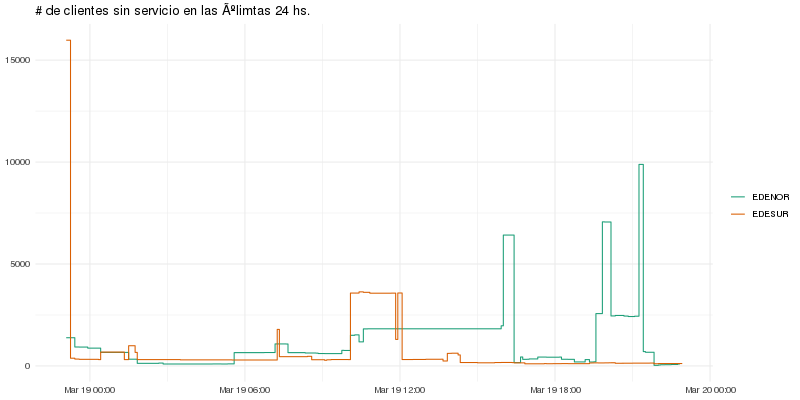 # de clientes sin servicio en las Ãºlimtas 24 hs.
15000
10000
5000
0
Mar 19 00:00
Mar 19 06:00
Mar 19 12:00
Mar 19 18:00
Mar 20 00:00
EDENOR
EDESUR